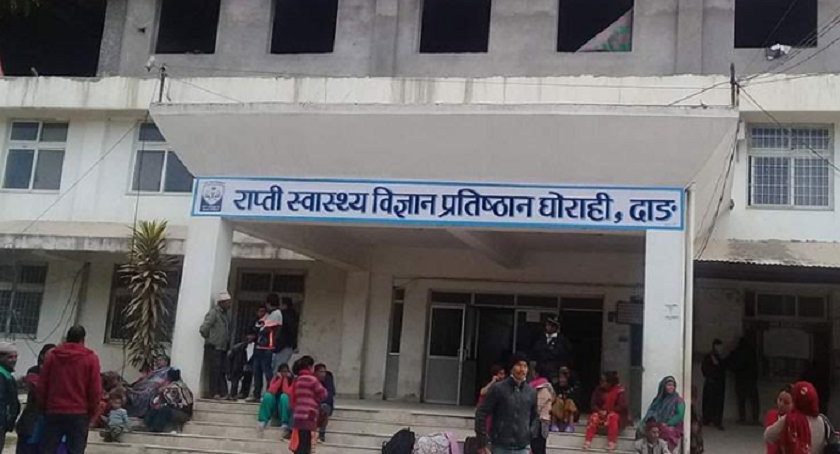 राप्ती स्वास्थ्य विज्ञान प्रतिष्ठान घोराही, दाङ